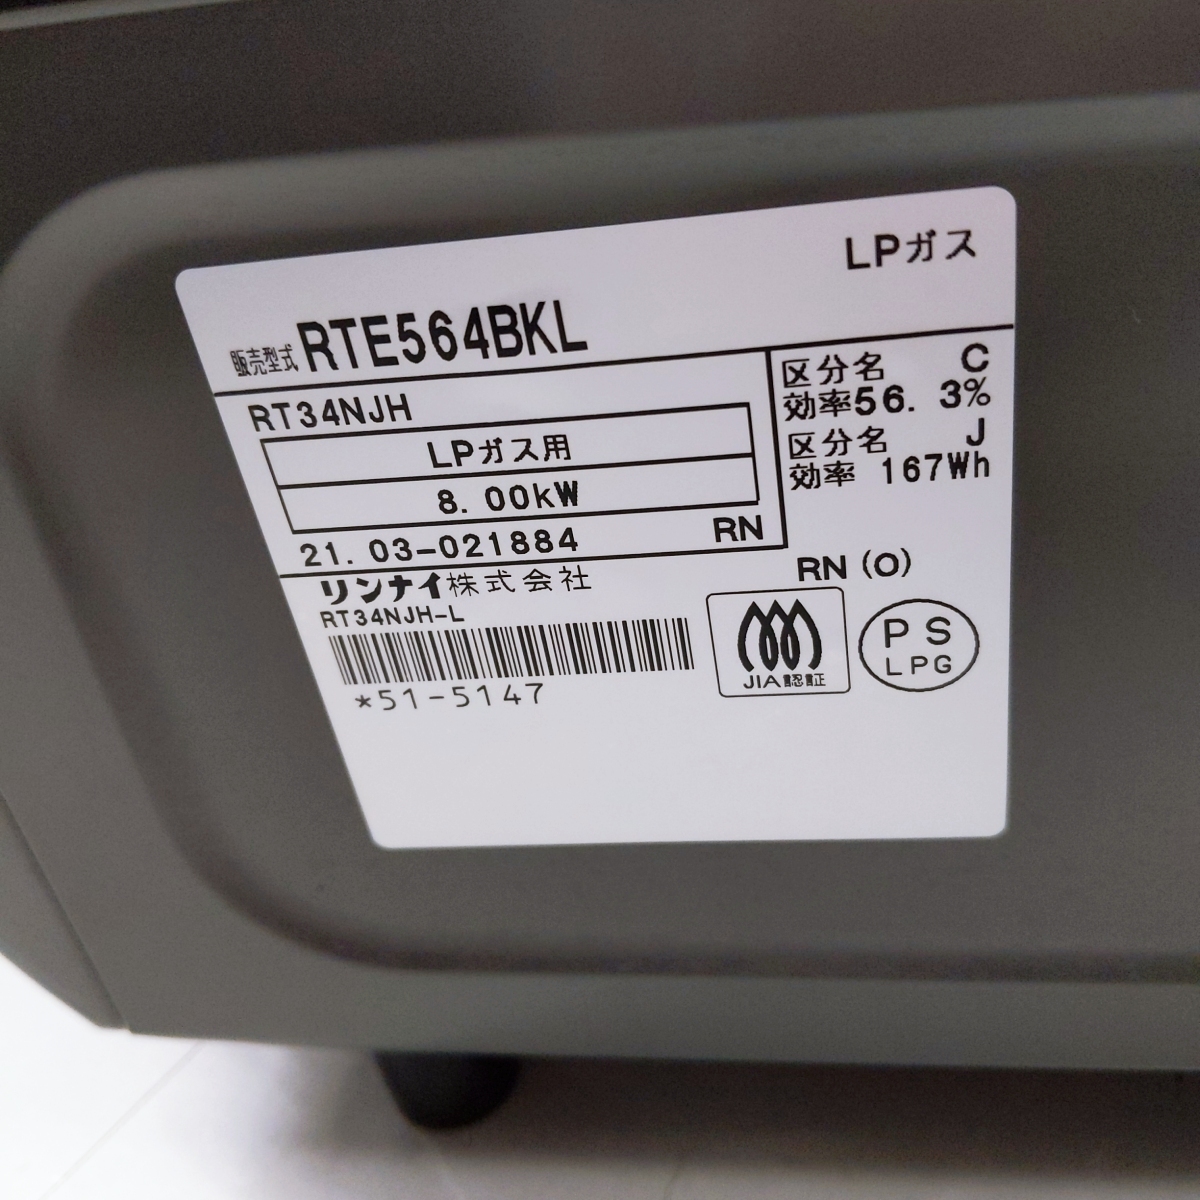 LPガス
販売型式 RTE564BKL
RT34NJH
LPガス用
8.00kW
21.03-021884 RN
区分名 C
効率56.3%
区分名 J
効率 167Wh
リンナイ株式会社
RN(O)
RT34NJH-L
*51-5147
JIA認証
PS
LPG